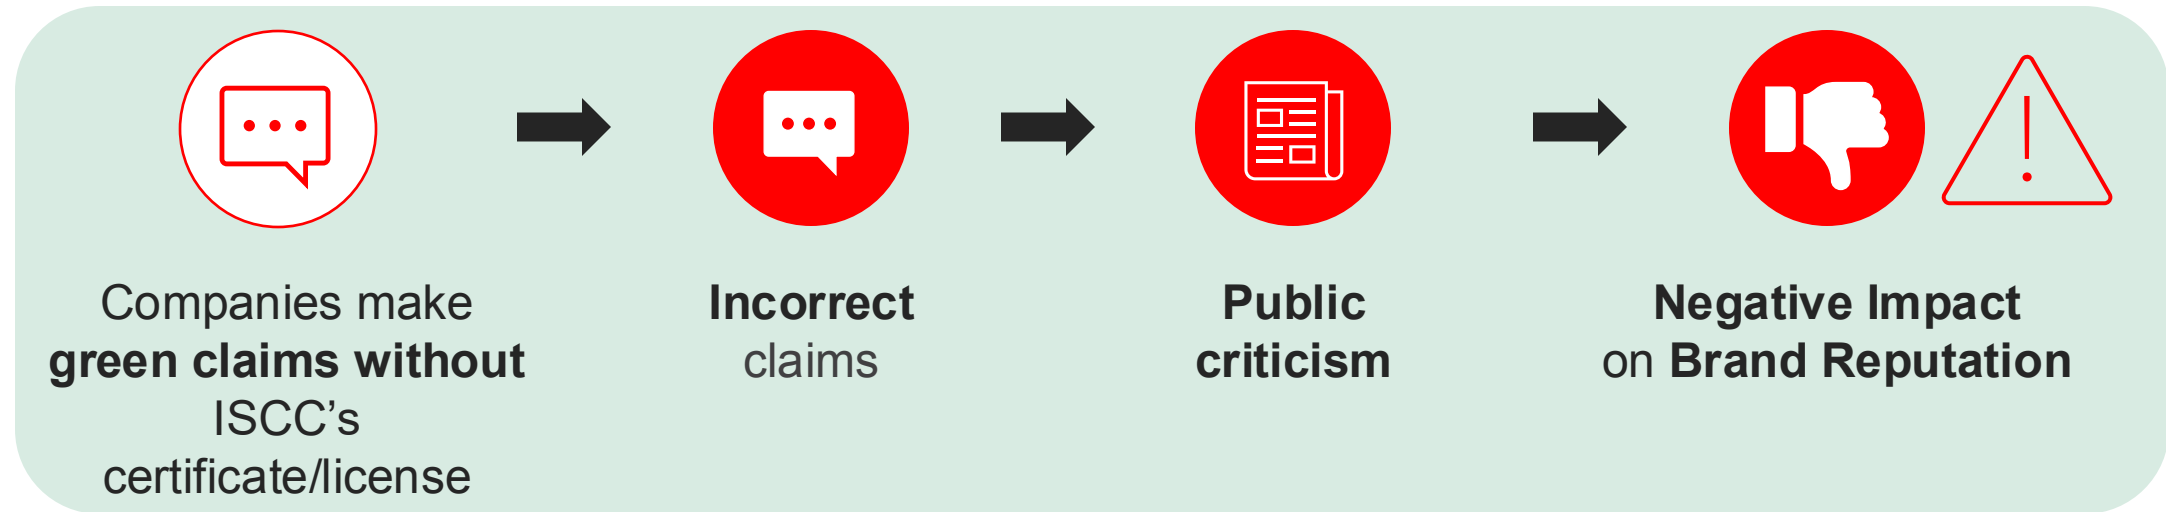 Companies make
green claims without
ISCC’s
certificate/license
Incorrect
claims
Public
criticism
Negative Impact
on Brand Reputation